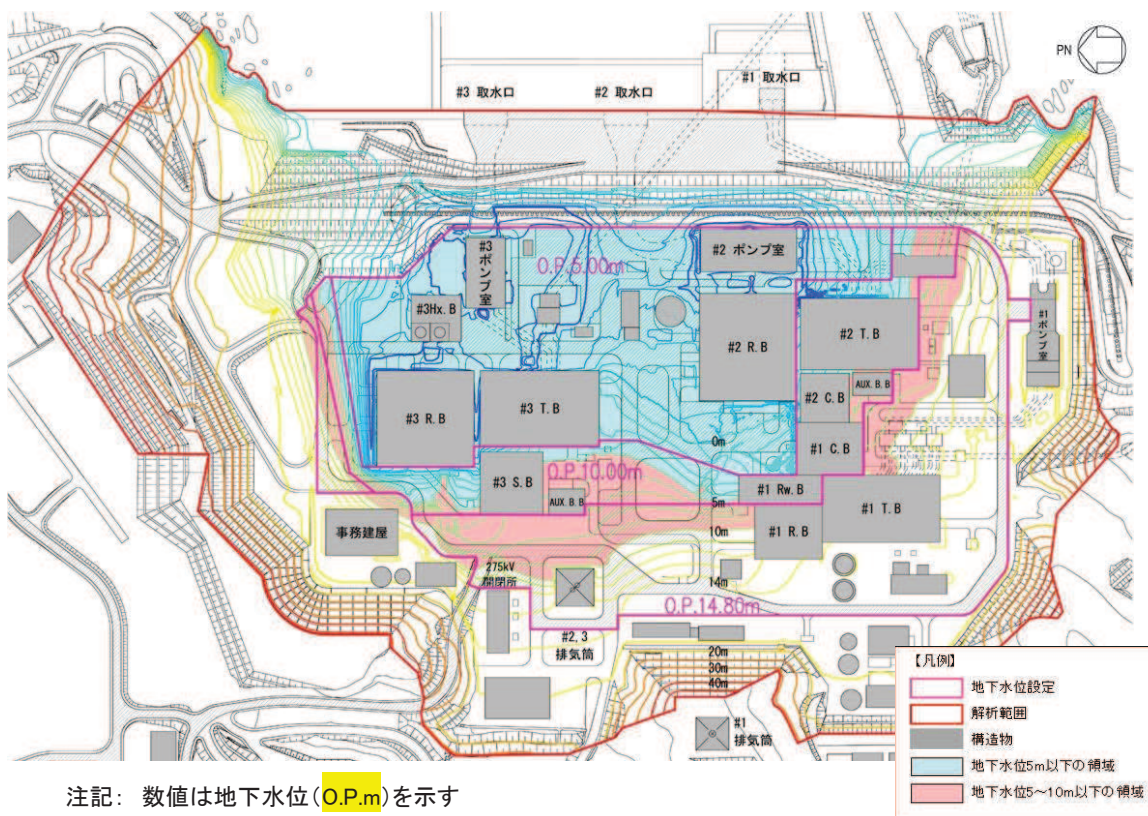 PN
#1 取水口
#3 取水口
#2 取水口
#3 ポンプ室
#2 ポンプ室
O.P.5.00m
#3Hx.B
#1 ポンプ室
#2 T.B
#2 R.B
#2 C.B
AUX.B.B
#3 R.B
#3 T.B
0m
#1 C.B
O.P.10.00m
#3 S.B
AUX.B.B
#1 Rw.B
5m
#1 T.B
事務建屋
10m
#1 R.B
275kV
開閉所
14m
O.P.14.80m
#2,3
排気筒
20m
30m
40m
#1
排気筒
【凡例】
地下水位設定
解析範囲
構造物
地下水位5m以下の領域
地下水位5～10m以下の領域
注記： 数値は地下水位（O.P.m）を示す